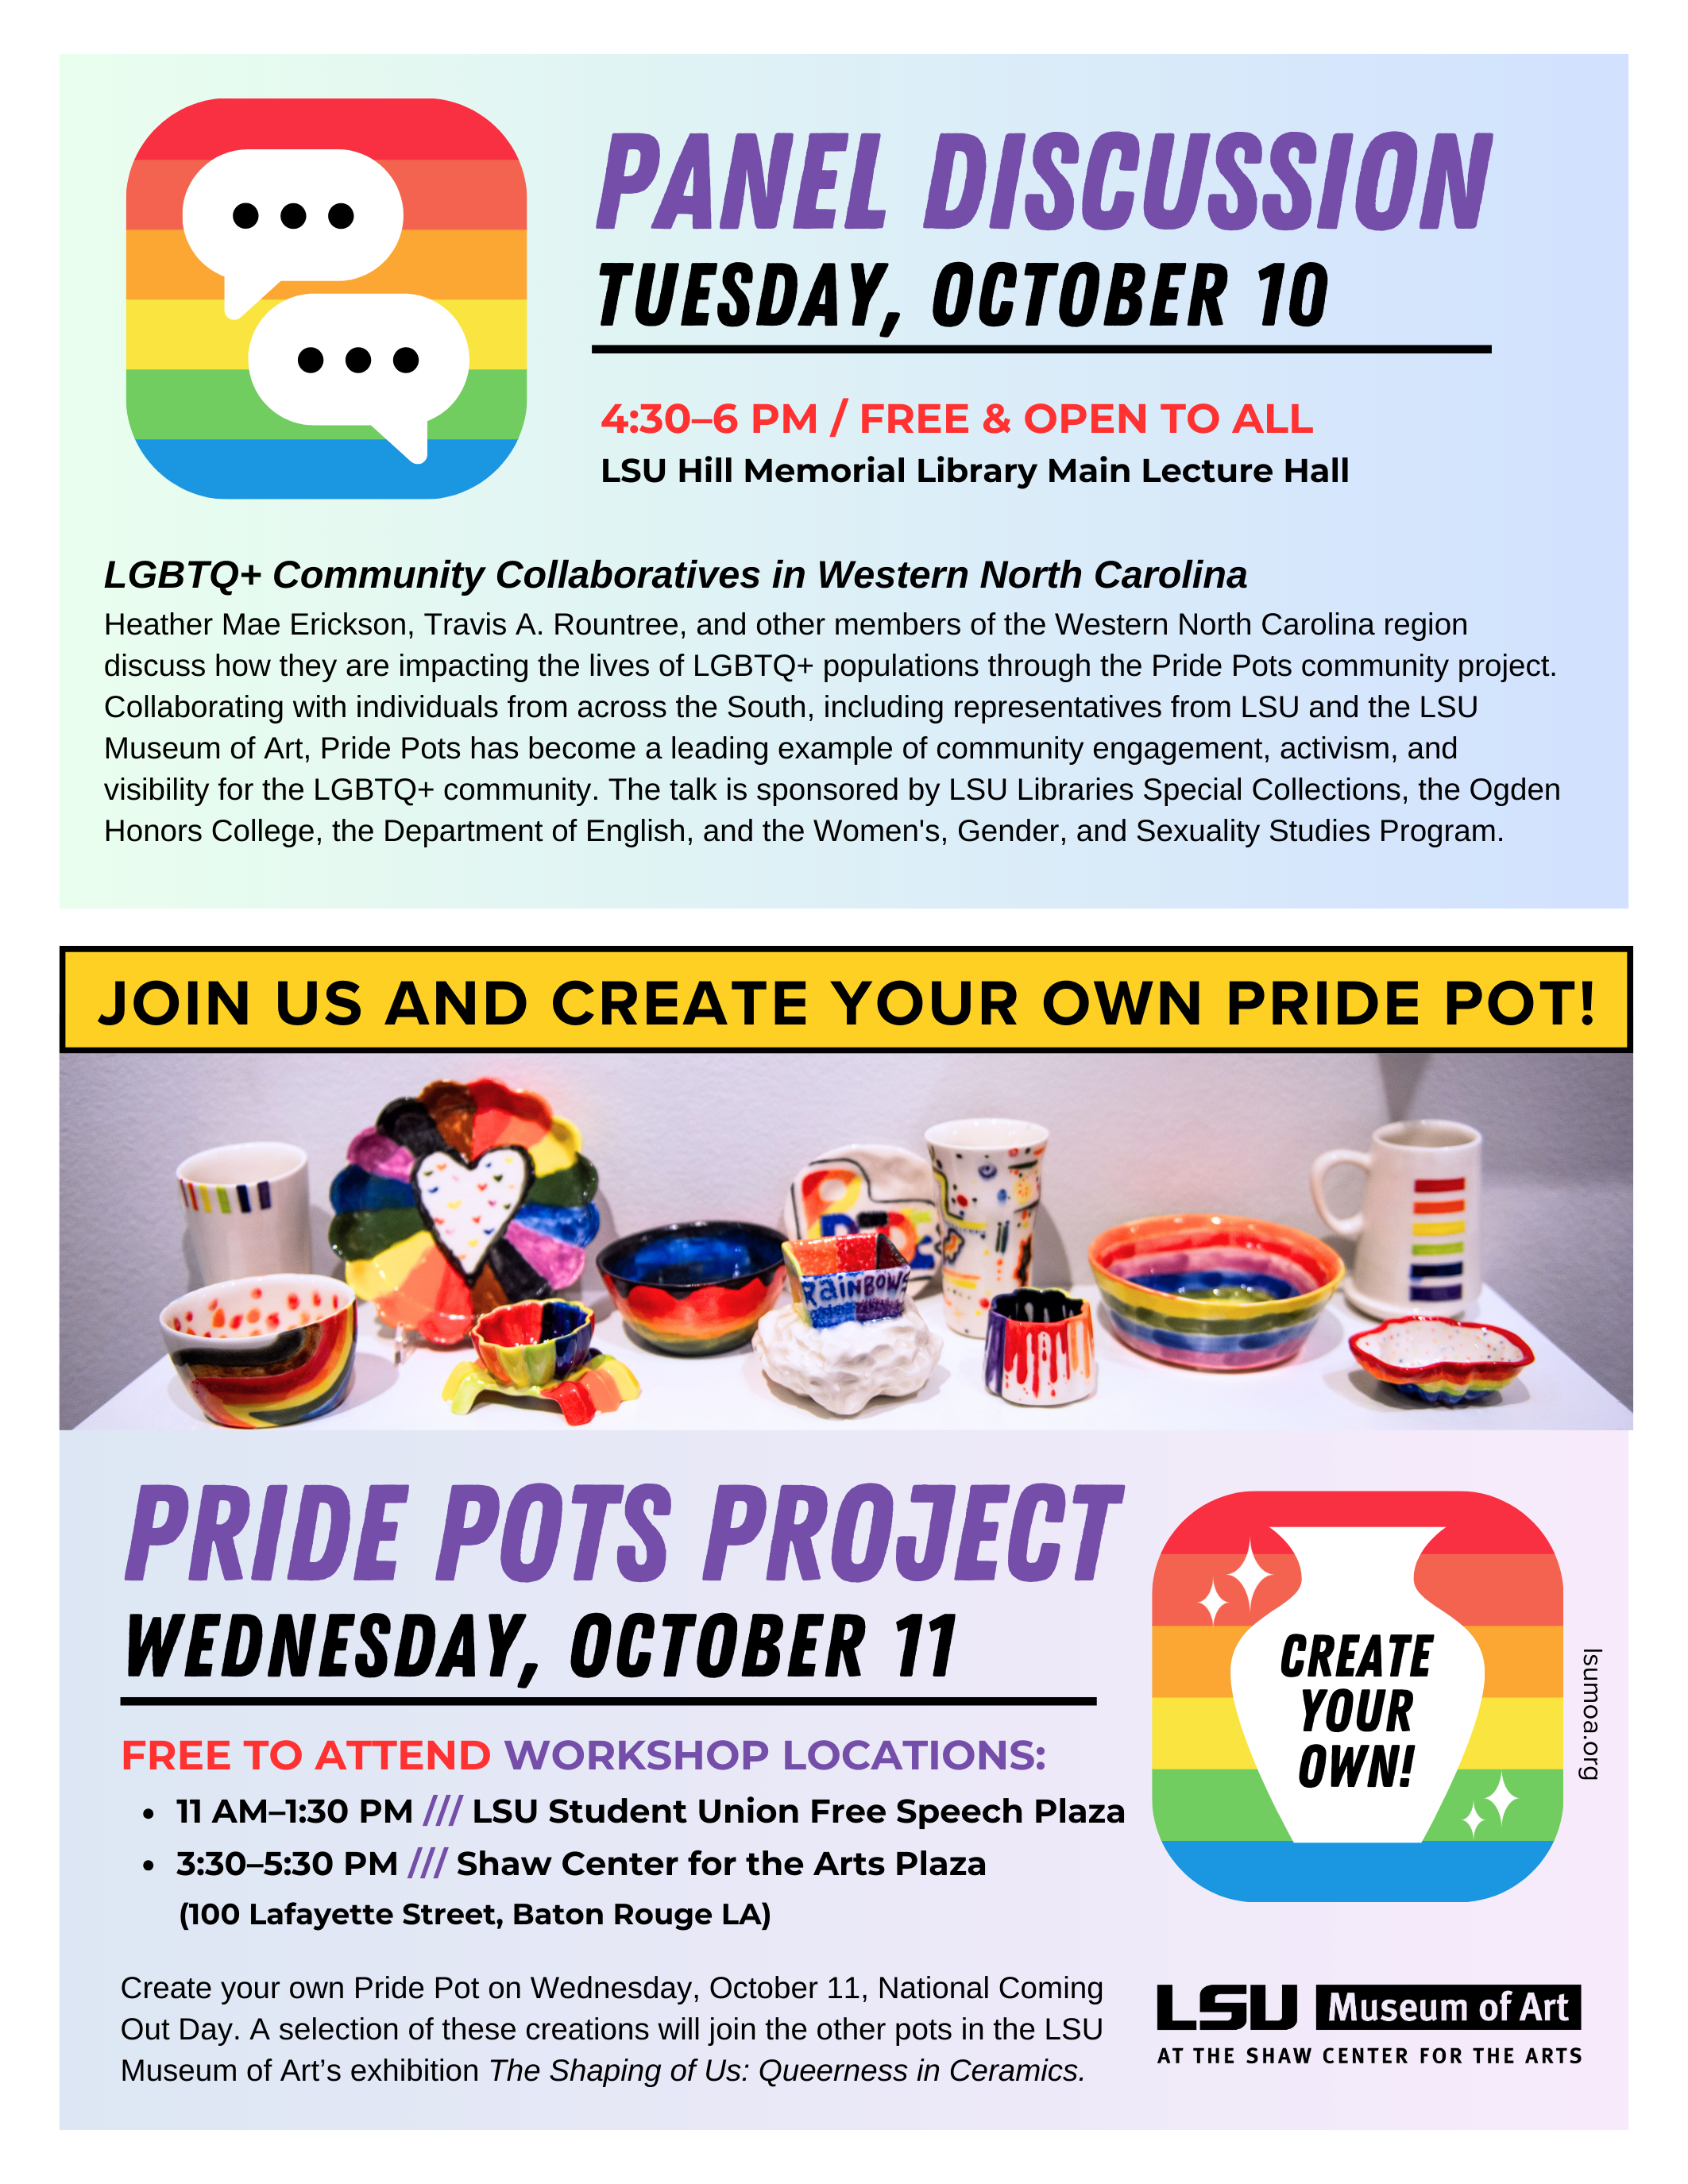 PANEL DISCUSSION
TUESDAY, OCTOBER 10
4:30–6 PM / FREE & OPEN TO ALL
LSU Hill Memorial Library Main Lecture Hall
LGBTQ+ Community Collaboratives in Western North Carolina
Heather Mae Erickson, Travis A. Rountree, and other members of the Western North Carolina region
discuss how they are impacting the lives of LGBTQ+ populations through the Pride Pots community project.
Collaborating with individuals from across the South, including representatives from LSU and the LSU
Museum of Art, Pride Pots has become a leading example of community engagement, activism, and
visibility for the LGBTQ+ community. The talk is sponsored by LSU Libraries Special Collections, the Ogden
Honors College, the Department of English, and the Women's, Gender, and Sexuality Studies Program.
JOIN US AND CREATE YOUR OWN PRIDE POT!
PRIDE
RAiNBOWS
PRIDE POTS PROJECT
WEDNESDAY, OCTOBER 11
FREE TO ATTEND WORKSHOP LOCATIONS:
• 11 AM–1:30 PM /// LSU Student Union Free Speech Plaza
• 3:30–5:30 PM /// Shaw Center for the Arts Plaza
(100 Lafayette Street, Baton Rouge LA)
Create your own Pride Pot on Wednesday, October 11, National Coming
Out Day. A selection of these creations will join the other pots in the LSU
Museum of Art’s exhibition The Shaping of Us: Queerness in Ceramics.
CREATE
YOUR
OWN!
lsumoa.org
LSU Museum of Art
AT THE SHAW CENTER FOR THE ARTS